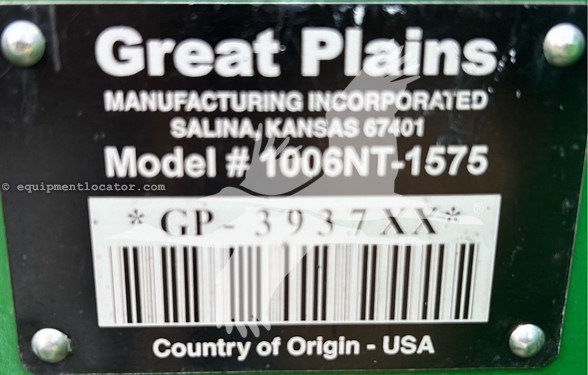 Great Plains
MANUFACTURING INCORPORATED
SALINA, KANSAS 67401
Model # 1006NT-1575
© equipmentlocator.com
*GP-3937XX*
Country of Origin - USA